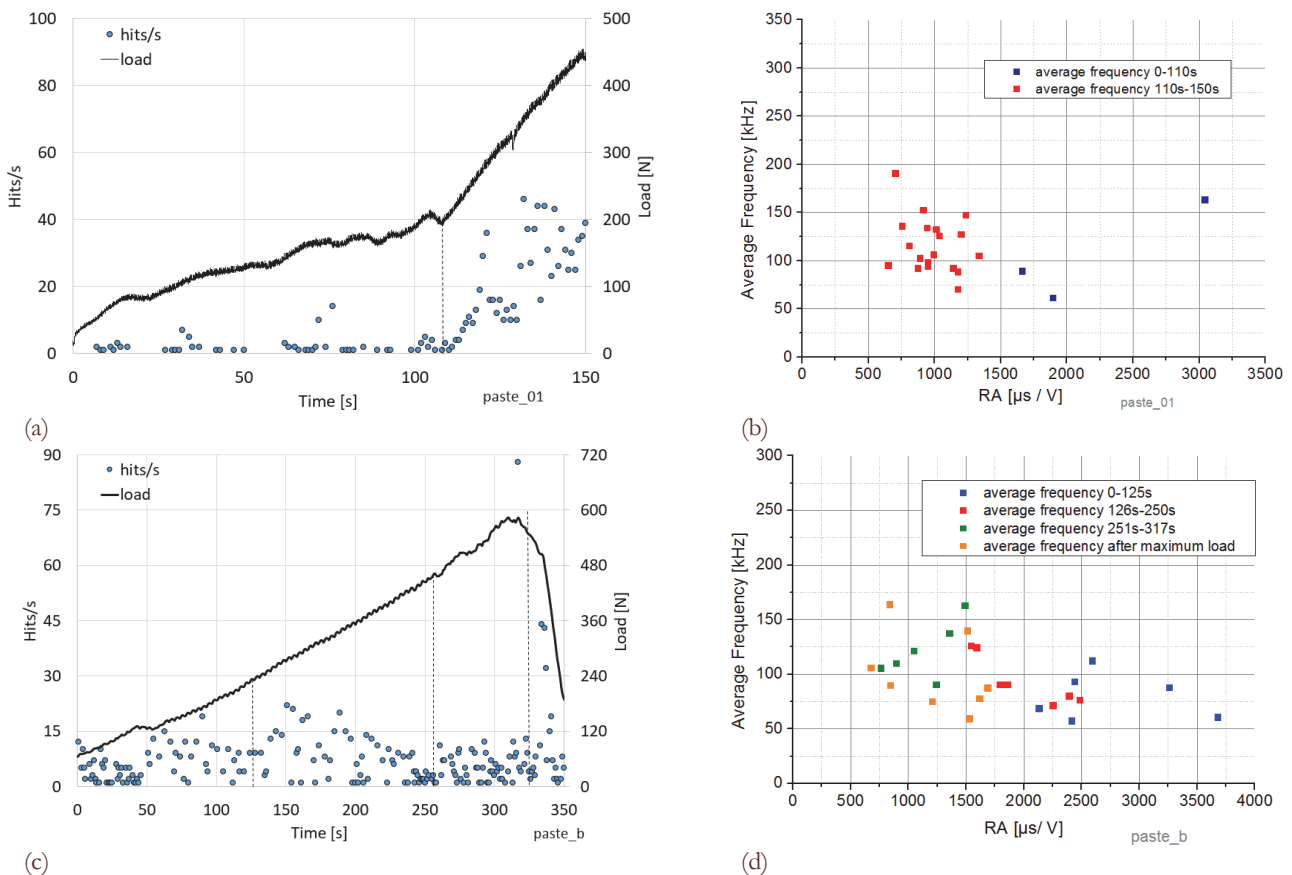 100
500
hits/s
load
80
400
60
300
Hits/s
Load [N]
40
200
20
100
0
0
0
50
100
150
Time [s]
paste_01
(a)
350
300
250
200
150
100
50
0
Average Frequency [kHz]
average frequency 0-110s
average frequency 110s-150s
0
500
1000
1500
2000
2500
3000
3500
RA [µs / V]
paste_01
(b)
90
720
hits/s
load
75
600
60
480
Hits/s
Load [N]
45
360
30
240
15
120
0
0
0
50
100
150
200
250
300
350
Time [s]
paste_b
(c)
300
250
200
150
100
50
0
Average Frequency [kHz]
average frequency 0-125s
average frequency 126s-250s
average frequency 251s-317s
average frequency after maximum load
0
500
1000
1500
2000
2500
3000
3500
4000
RA [µs/ V]
paste_b
(d)